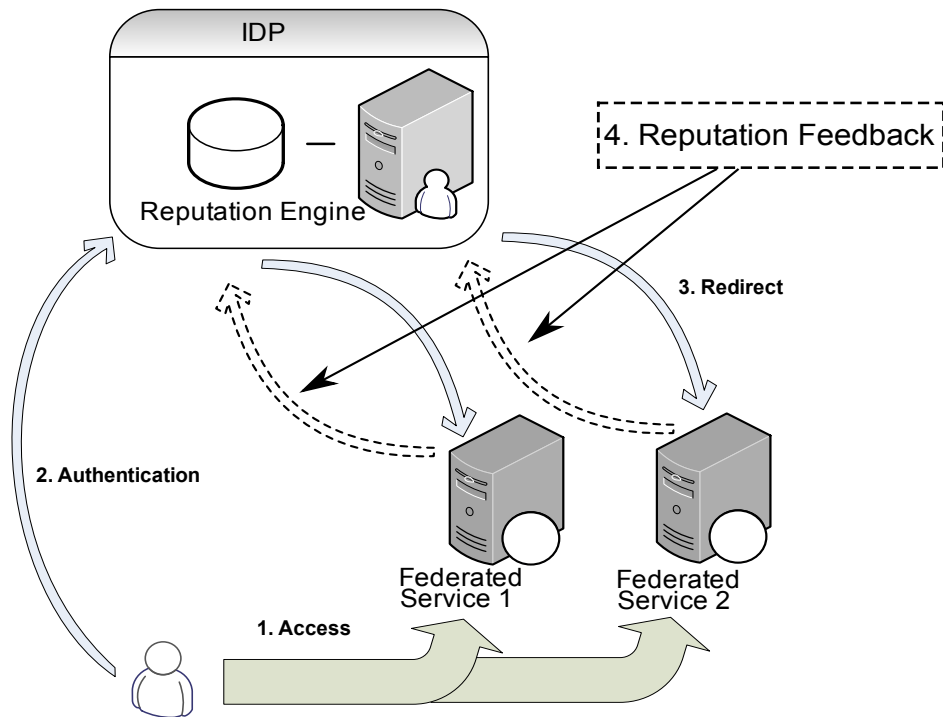 IDP
Reputation Engine
4. Reputation Feedback
3. Redirect
2. Authentication
Federated
Service 1
Federated
Service 2
1. Access